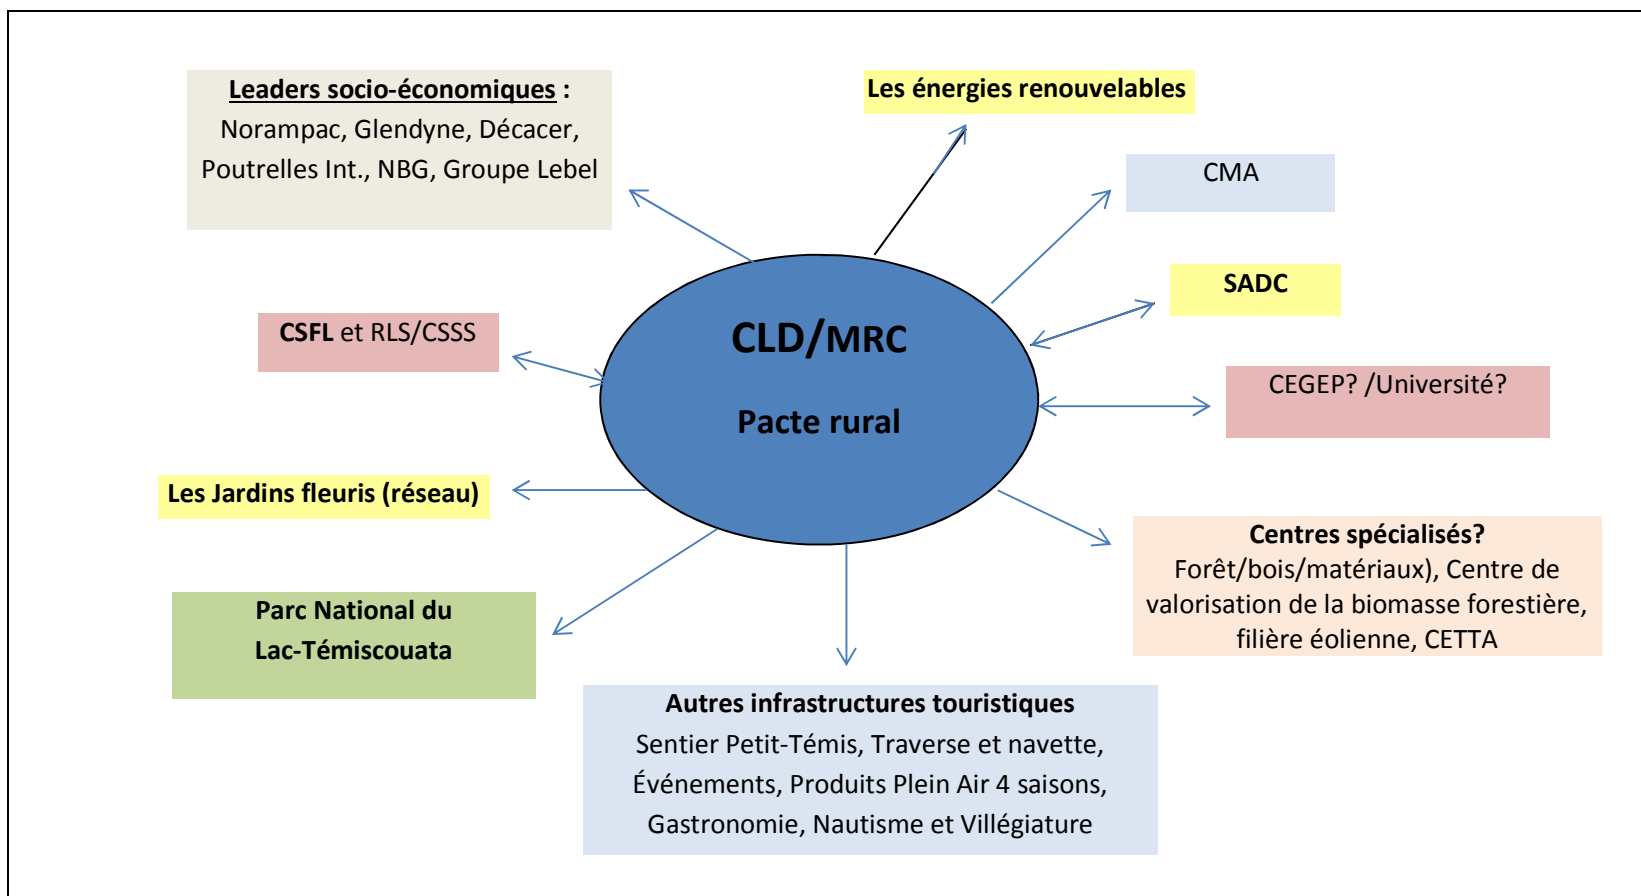 Leaders socio-économiques :
Norampac, Glendyne, Décacer,
Poutrelles Int., NBG, Groupe Lebel
Les énergies renouvelables
CMA
SADC
CLD/MRC
Pacte rural
CSFL et RLS/CSSS
CEGEP? /Université?
Les Jardins fleuris (réseau)
Centres spécialisés?
Forêt/bois/matériaux), Centre de
valorisation de la biomasse forestière,
filière éolienne, CETTA
Parc National du
Lac-Témiscouata
Autres infrastructures touristiques
Sentier Petit-Témis, Traverse et navette,
Événements, Produits Plein Air 4 saisons,
Gastronomie, Nautisme et Villégiature